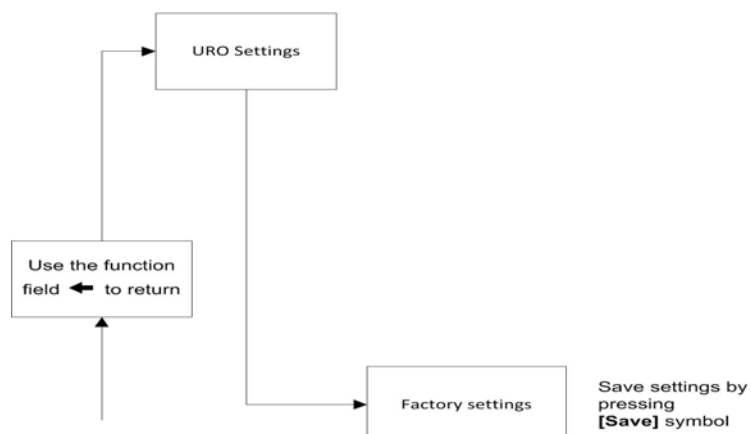 URO Settings
Use the function
field ← to return
Factory settings
Save settings by
pressing
[Save] symbol